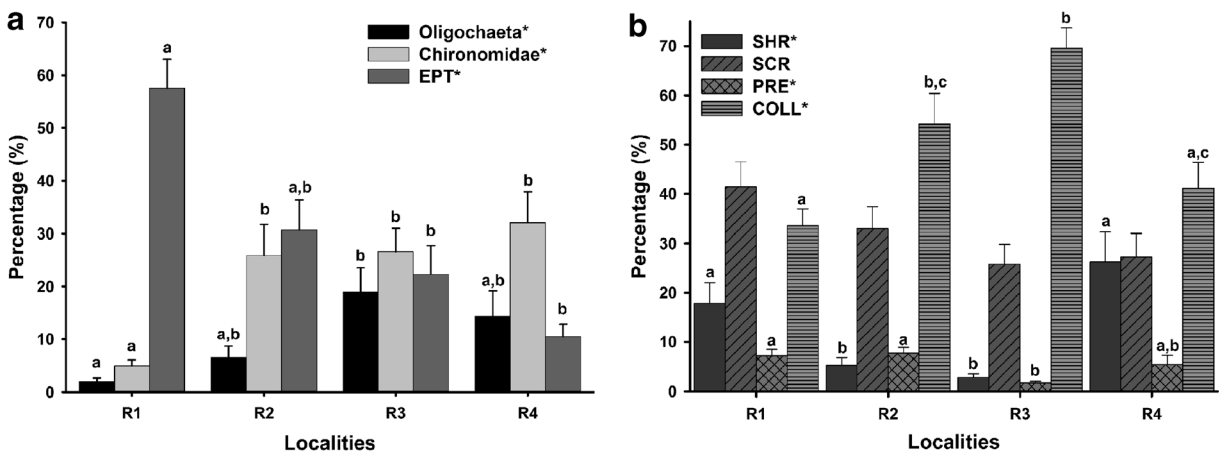 a
70
60
50
40
30
20
10
0
Percentage (%)
Oligochaeta*
Chironomidae*
EPT*
a
a
a
a,b
b
a,b
b
b
b
a,b
b
b
R1 R2 R3 R4
Localities
b
70
60
50
40
30
20
10
0
Percentage (%)
SHR*
SCR
PRE*
COLL*
a
a
a
b
a
b,c
b
b
b
a
a,b
a,c
R1 R2 R3 R4
Localities